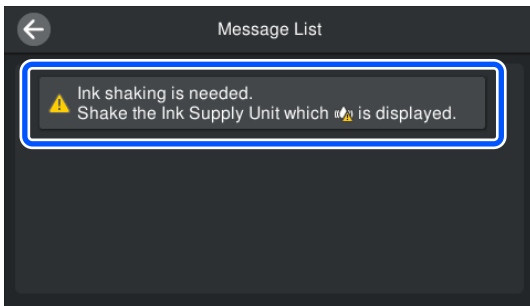 Message List
Ink shaking is needed.
Shake the Ink Supply Unit which is displayed.